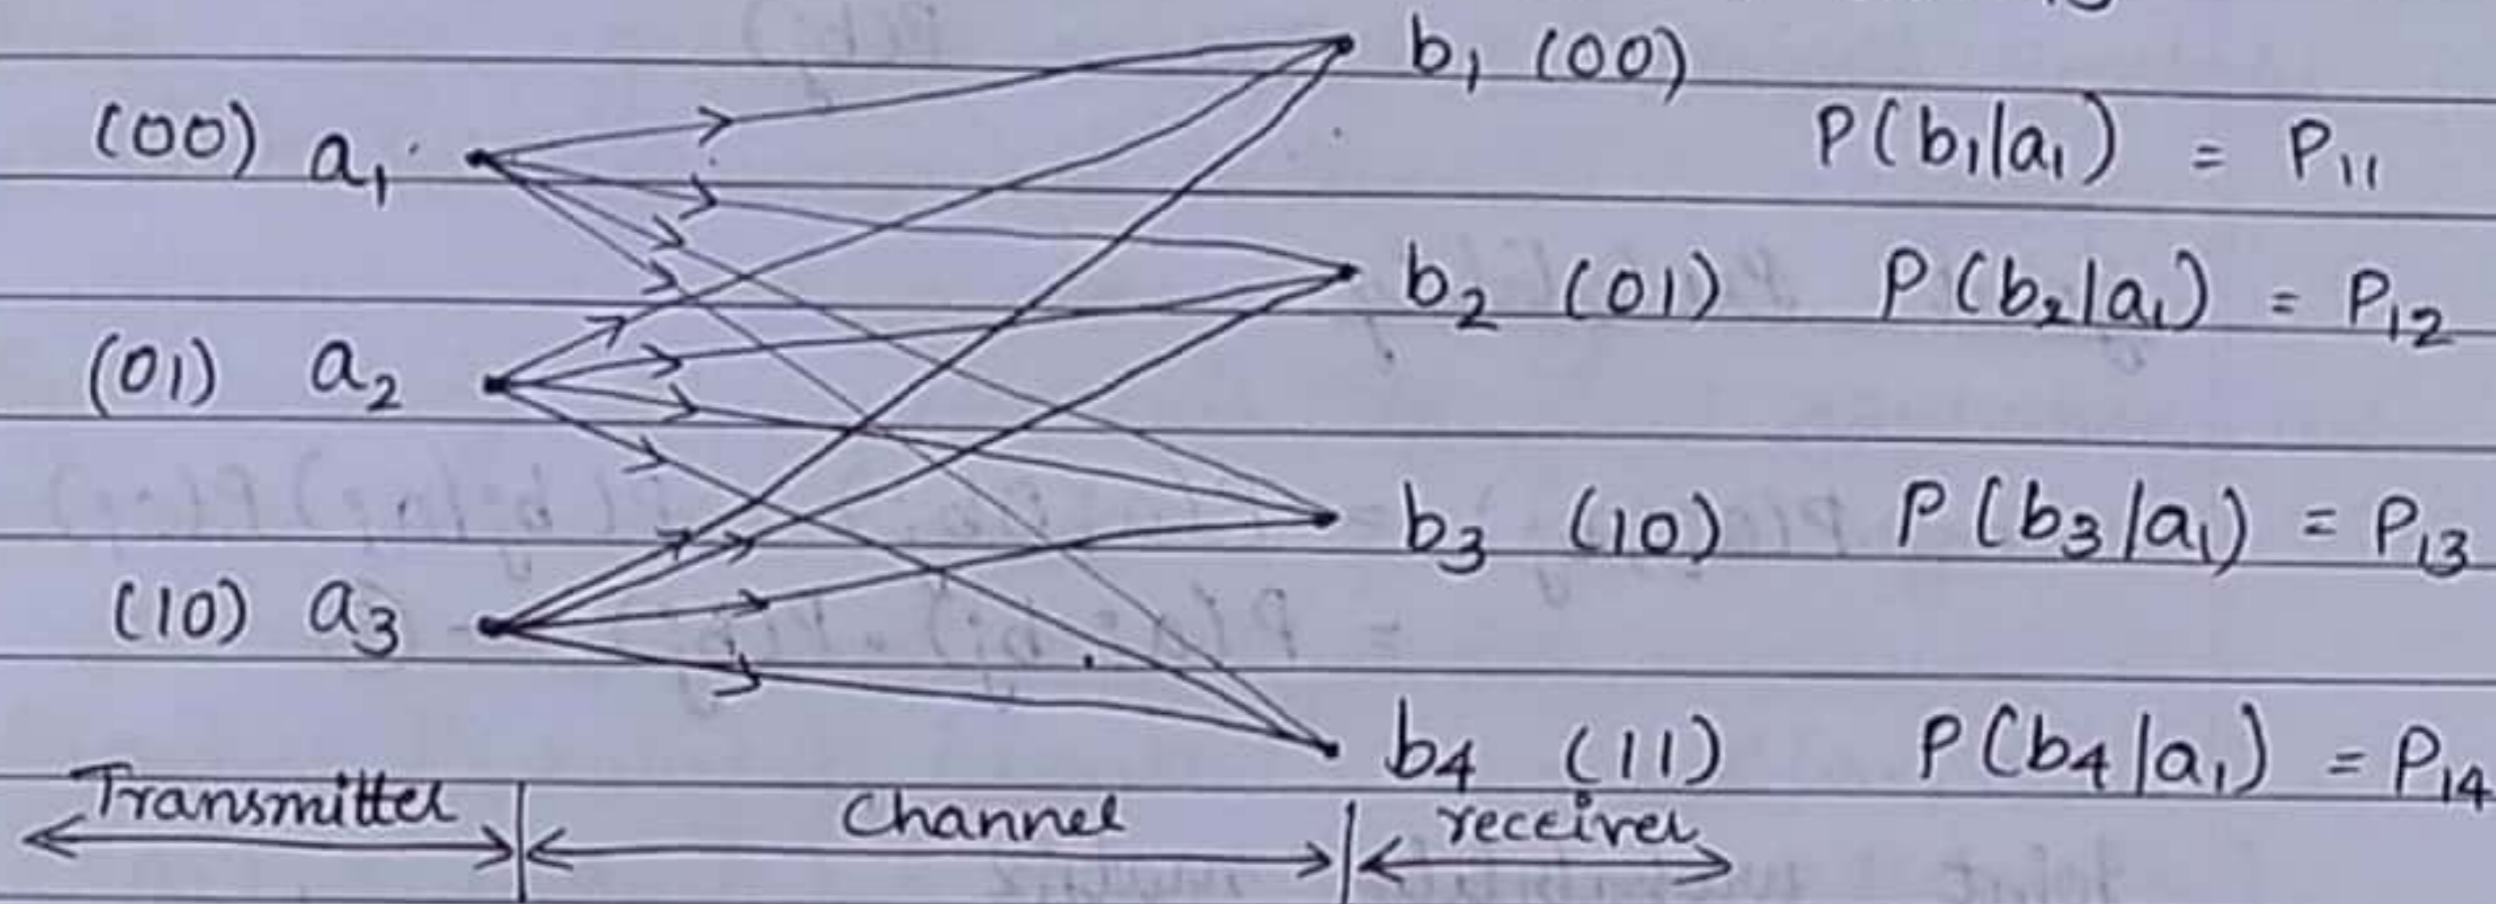 b₁ (00)
(00) a₁ P(b₁|a₁) = P₁₁
b₂ (01) P(b₂|a₁) = P₁₂
(01) a₂
b₃ (10) P(b₃|a₁) = P₁₃
(10) a₃
b₄ (11) P(b₄|a₁) = P₁₄
Transmitter Channel receiver